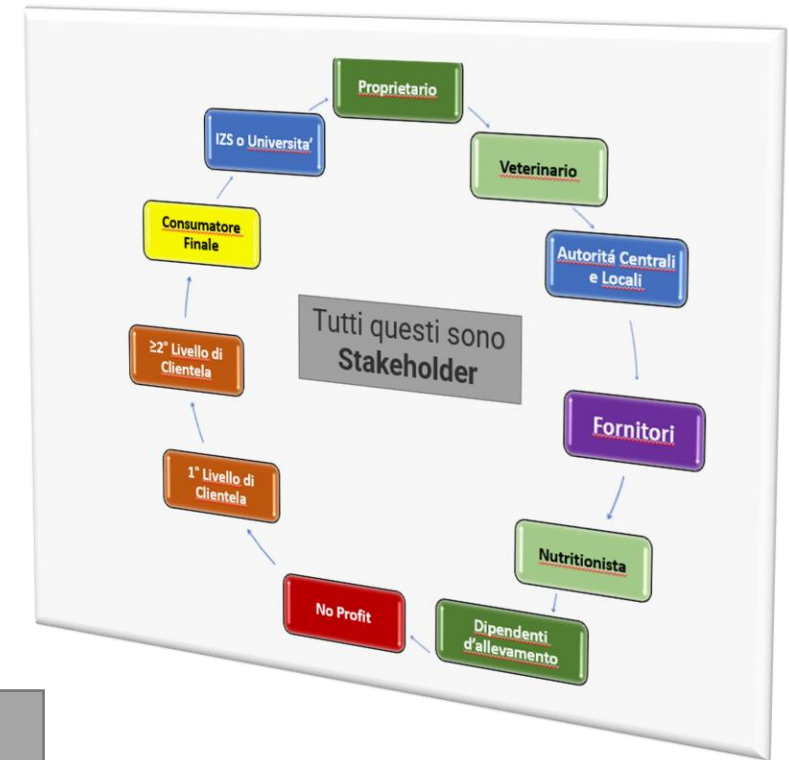 Proprietario
Veterinario
Autoritá Centrali
e Locali
Fornitori
Nutritionista
Dipendenti
d'allevamento
No Profit
1° Livello di
Clientela
≥2° Livello di
Clientela
Consumatore
Finale
IZS o Universita'
Tutti questi sono
Stakeholder